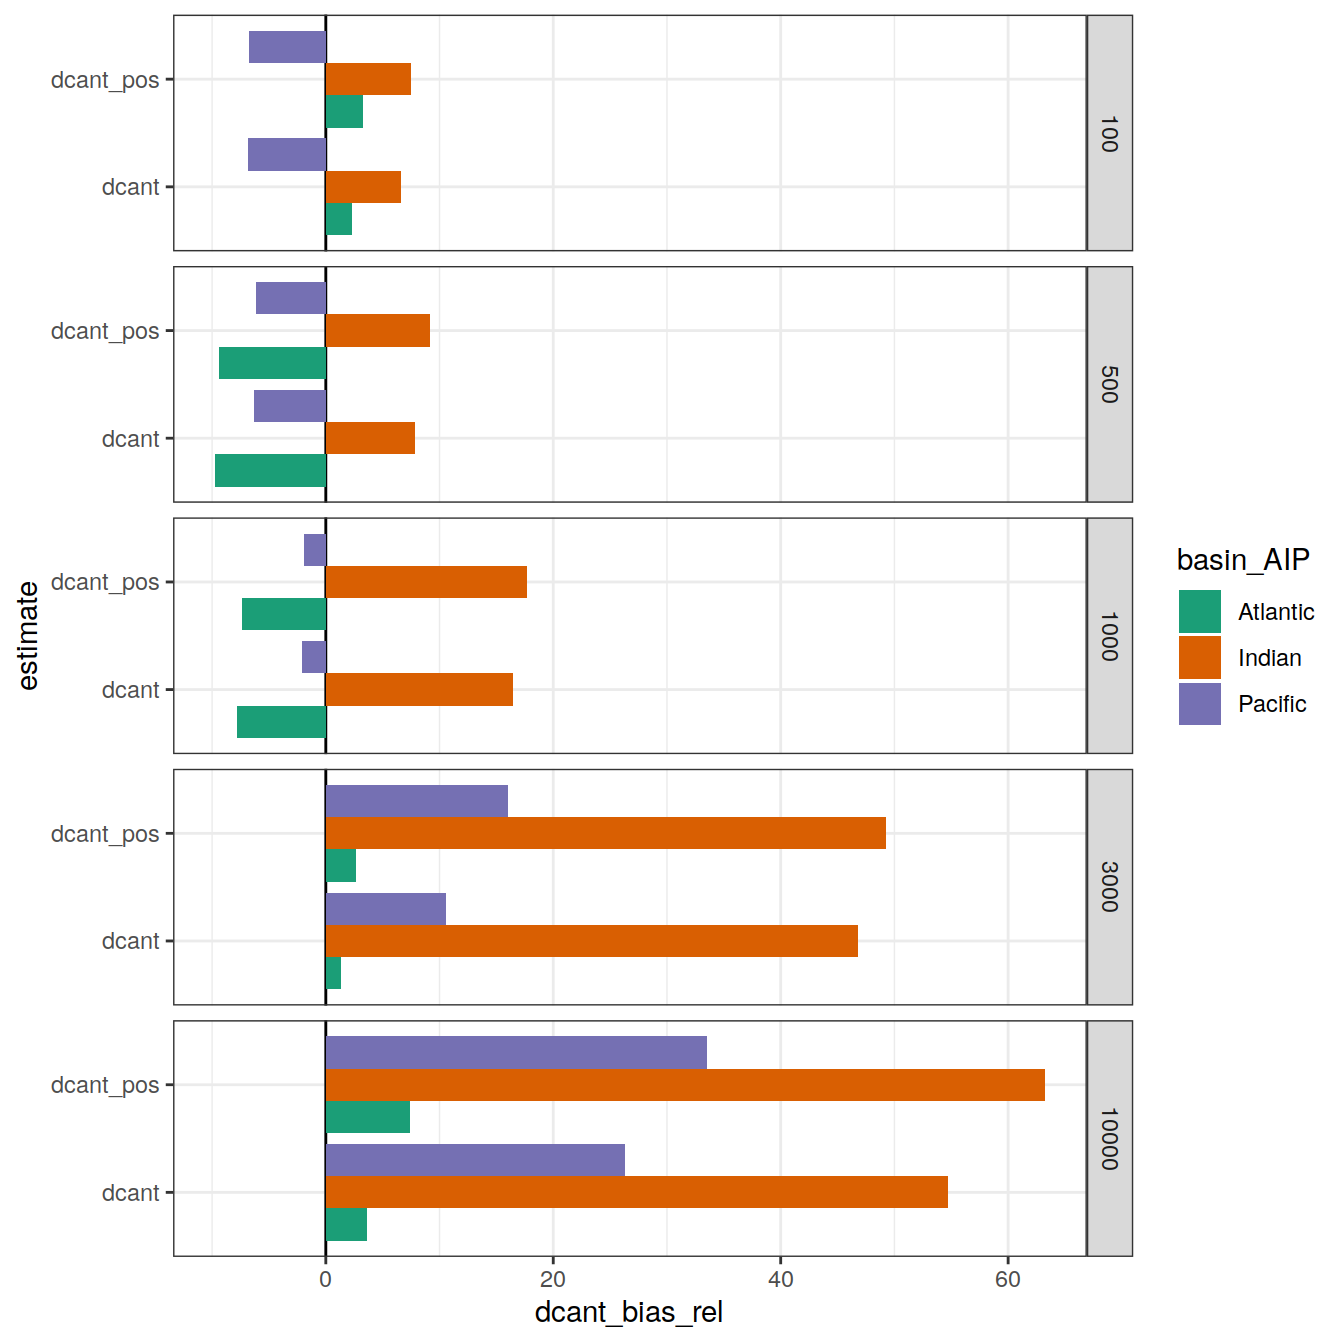 dcant_pos
dcant
100
dcant_pos
dcant
500
dcant_pos
dcant
1000
dcant_pos
dcant
3000
dcant_pos
dcant
10000
0 20 40 60
dcant_bias_rel
estimate
basin_AIP
Atlantic
Indian
Pacific